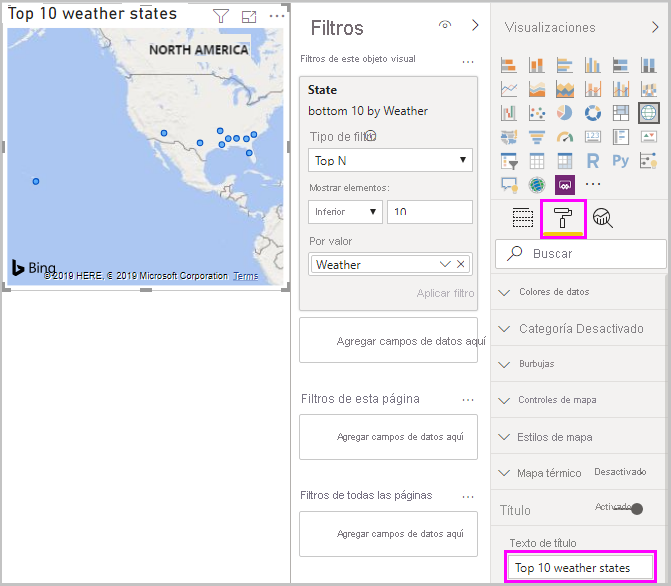 Top 10 weather states
NORTH AMERICA
Bing
© 2019 HERE, © 2019 Microsoft Corporation Terms
Filtros
Filtros de este objeto visual
State
bottom 10 by Weather
Tipo de filtro
Top N
Mostrar elementos:
Inferior
10
Por valor
Weather
Aplicar filtro
Agregar campos de datos aquí
Filtros de esta página
Agregar campos de datos aquí
Filtros de todas las páginas
Agregar campos de datos aquí
Visualizaciones
123
R Py
Buscar
Colores de datos
Categoría Desactivado
Burbujas
Controles de mapa
Estilos de mapa
Mapa térmico Desactivado
Título Activado
Texto de título
Top 10 weather states